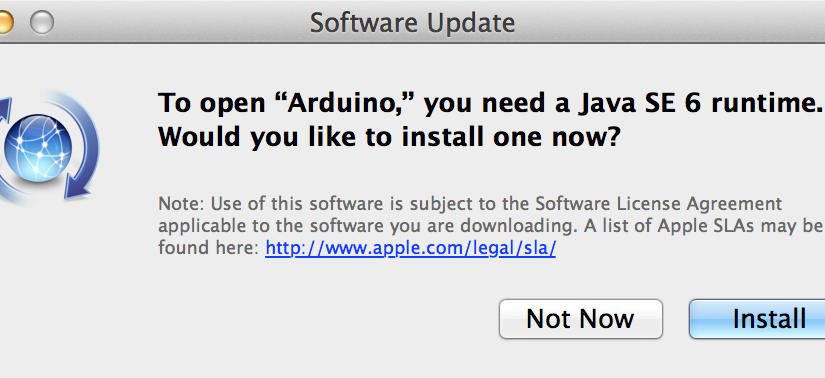 Software Update
To open “Arduino,” you need a Java SE 6 runtime.
Would you like to install one now?
Note: Use of this software is subject to the Software License Agreement
applicable to the software you are downloading. A list of Apple SLAs may be
found here: http://www.apple.com/legal/sla/
Not Now
Install